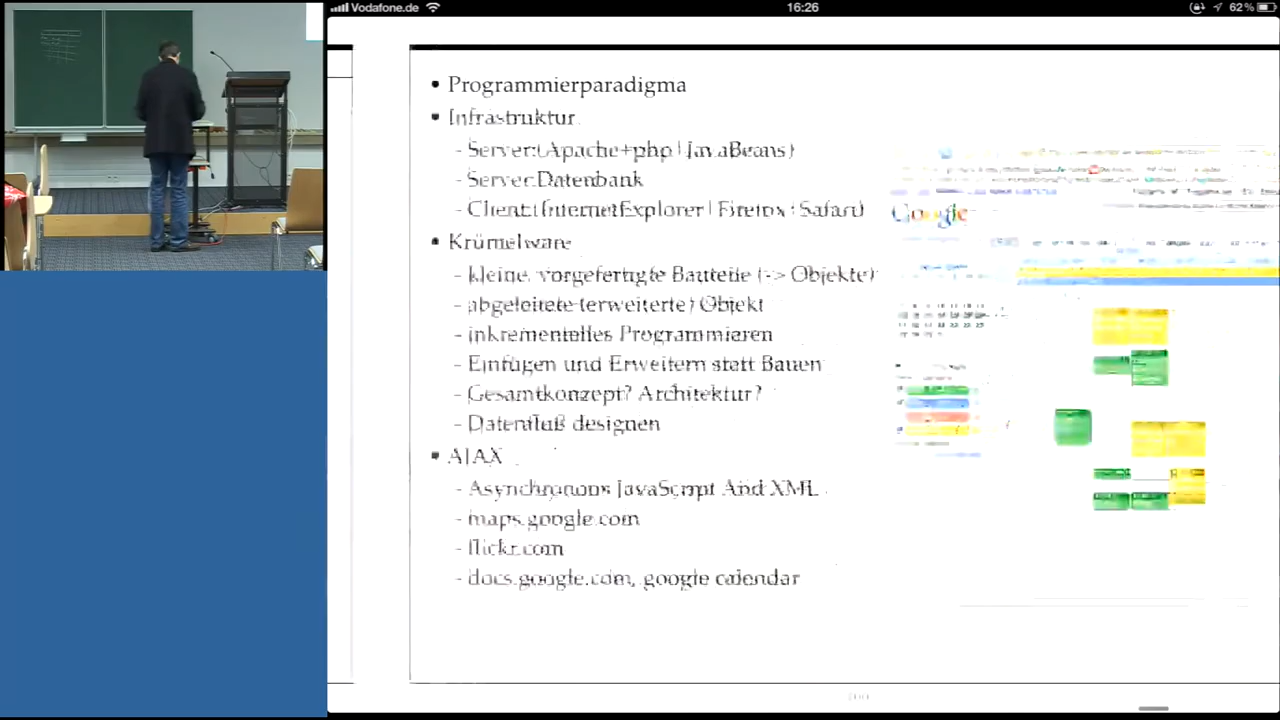 Vodafone.de
16:26
62%
• Programmierparadigma
• Infrastruktur
- Server:(Apache+php|JavaBeans)
- Server:Datenbank
- Client:(InternetExplorer|Firefox|Safari)
• Krümelware
- kleine, vorgefertigte Bauteile (-> Objekte)
- abgeleitete (erweiterte) Objekt
- inkrementelles Programmieren
- Einfügen und Erweitern statt Bauen
- Gesamtkonzept? Architektur?
- Datenfluß designen
• AJAX
- Asynchronous JavaScript And XML
- maps.google.com
- flickr.com
- docs.google.com, google calendar
Google